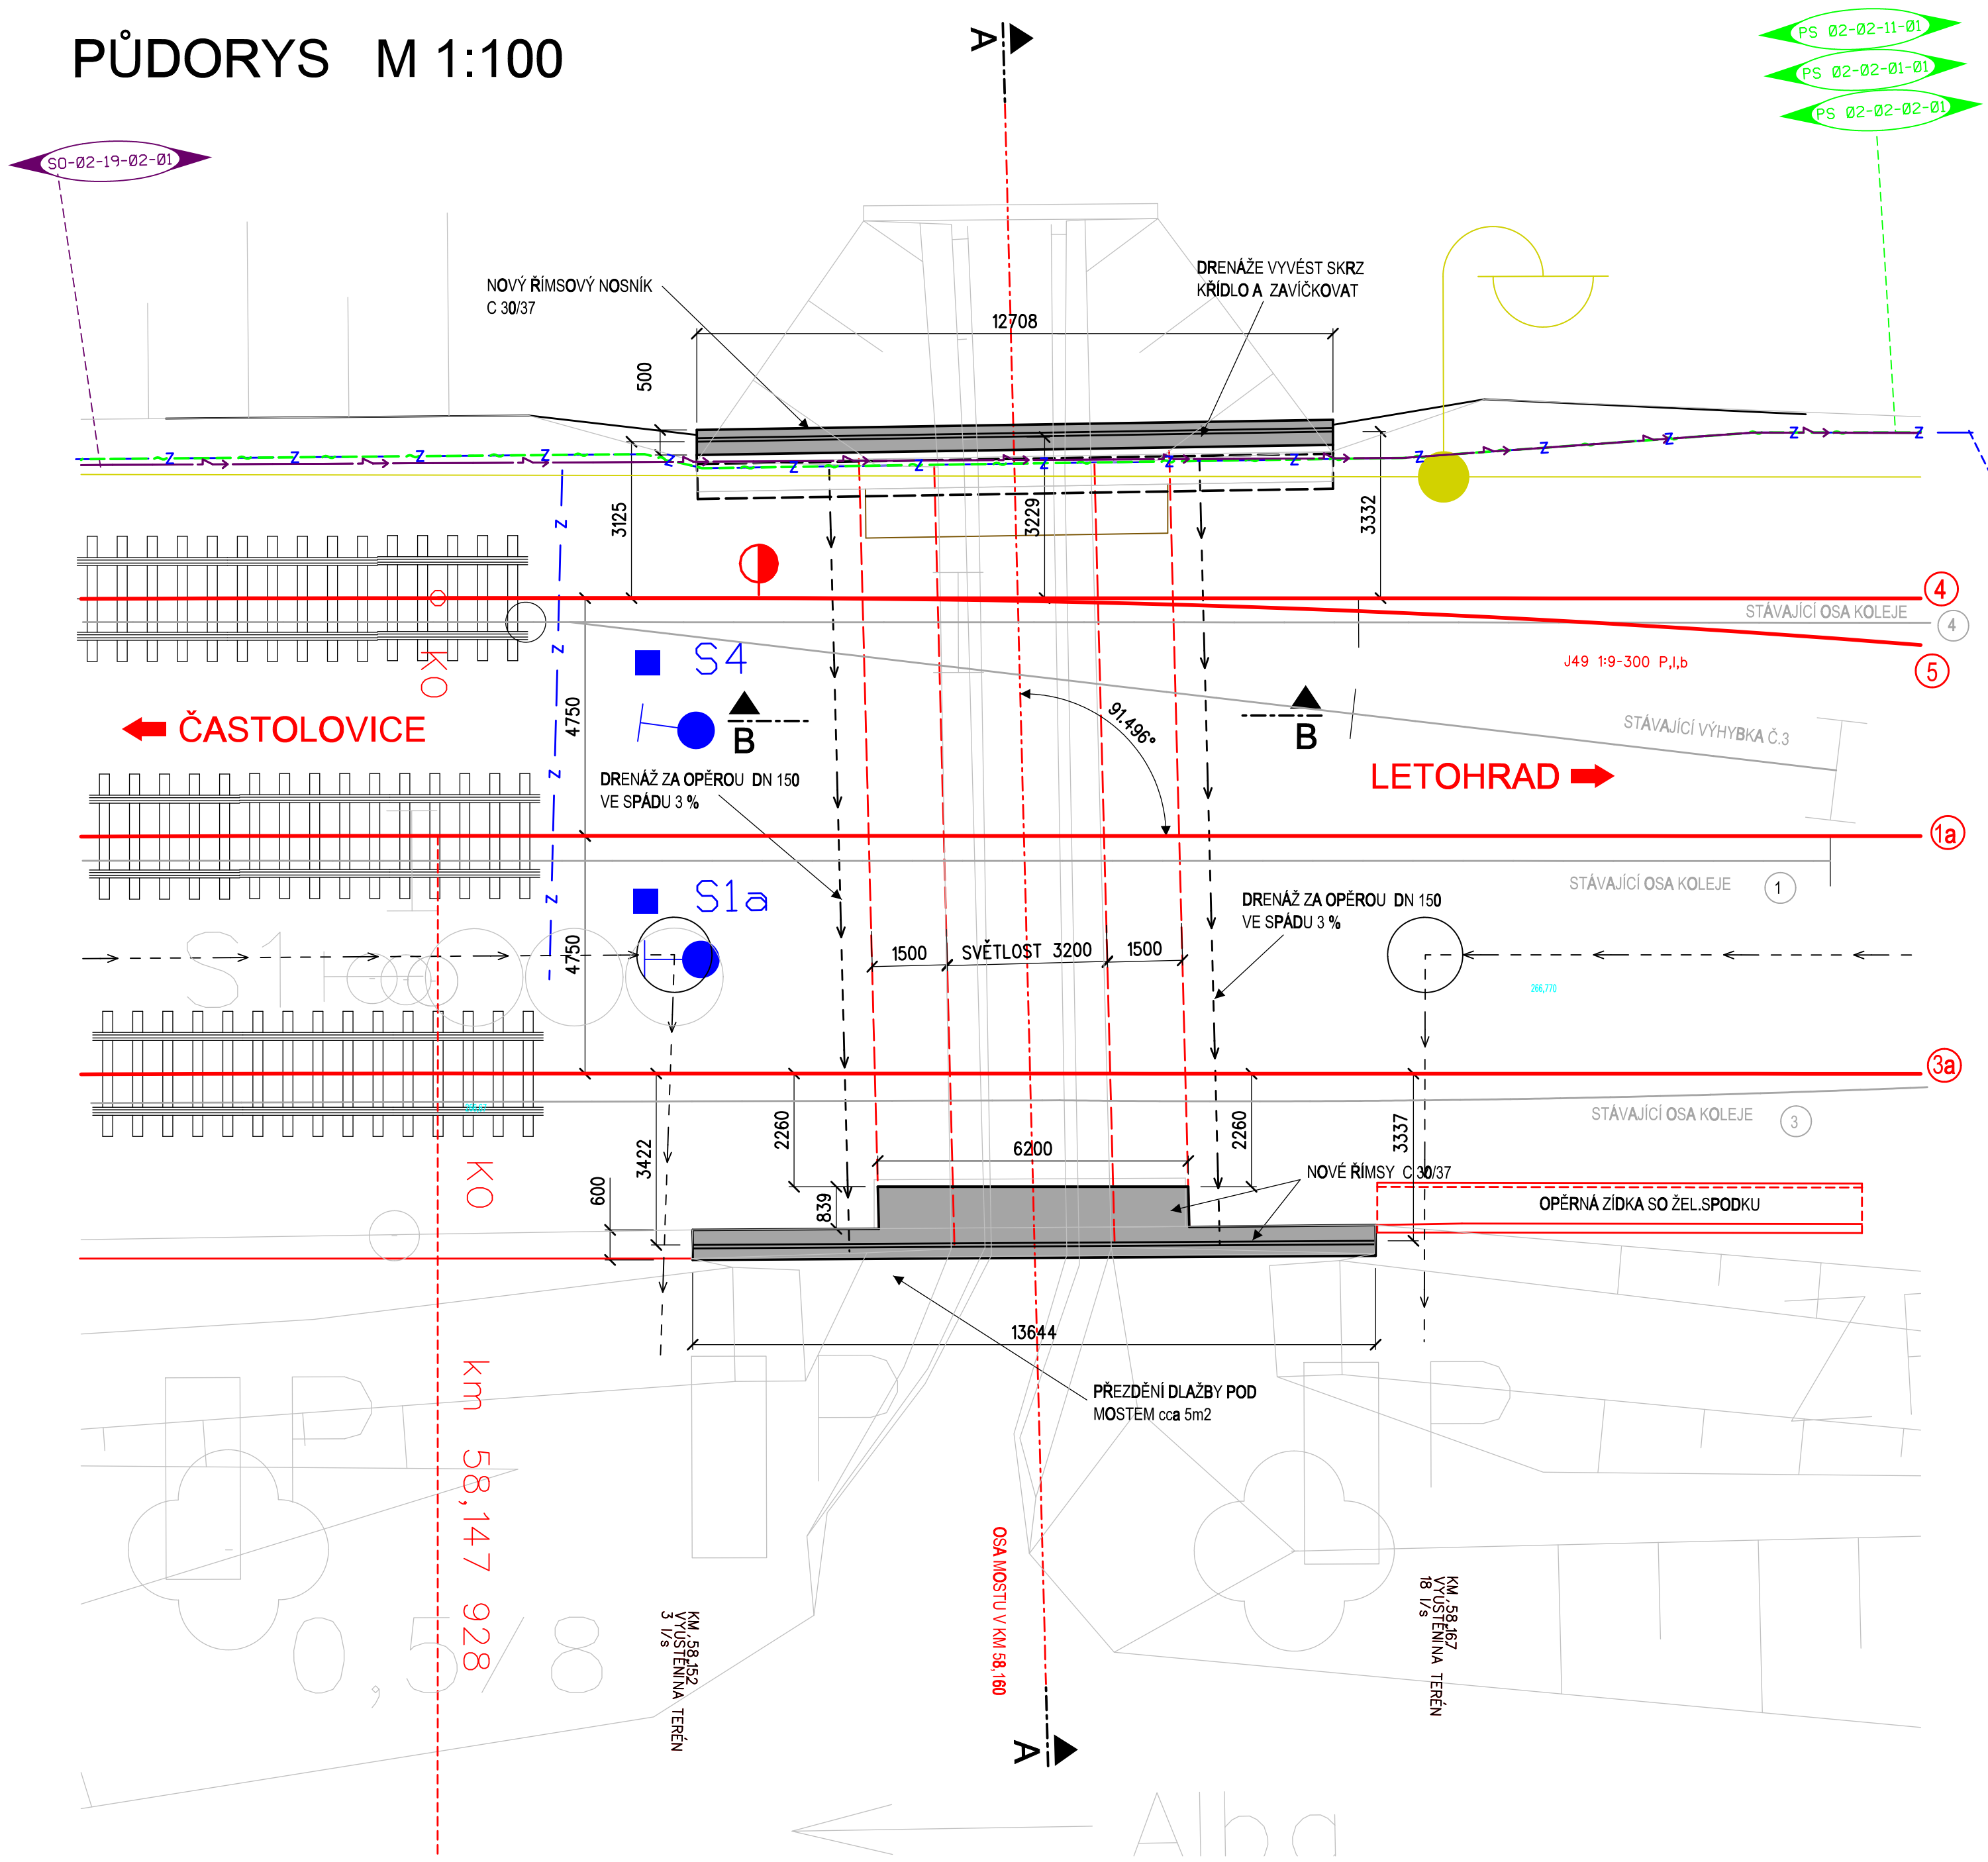 PŮDORYS M 1:100
A
PS 02-02-11-01
PS 02-02-01-01
PS 02-02-02-01
SO-02-19-02-01
NOVÝ ŘÍMSOVÝ NOSNÍK
C 30/37
DRENÁŽE VYVÉST SKRZ
KŘÍDLO A ZAVÍČKOVAT
12708
500
Z Z Z Z Z Z Z Z Z Z Z Z Z Z Z
3125
3229
3332
Z
Z
Z
Z
4
STÁVAJÍCÍ OSA KOLEJE
4
KO
S4
J49 1:9-300 P,l,b
5
ČASTOLOVICE
4750
B
91.496°
B
STÁVAJÍCÍ VÝHYBKA Č.3
LETOHRAD
DRENÁŽ ZA OPĚROU DN 150
VE SPÁDU 3 %
1a
S1a
STÁVAJÍCÍ OSA KOLEJE
1
DRENÁŽ ZA OPĚROU DN 150
VE SPÁDU 3 %
S1
4750
1500
SVĚTLOST 3200
1500
266,770
3a
STÁVAJÍCÍ OSA KOLEJE
3
3422
2260
6200
2260
3337
KO
600
839
NOVÉ ŘÍMSY C 30/37
OPĚRNÁ ZÍDKA SO ŽEL.SPODKU
13644
PŘEZDĚNÍ DLAŽBY POD
MOSTEM cca 5m2
P
P
P
km 58,147 928
0,5/8
OSA MOSTU V KM 58,160
KM 58,152
VYÚSTĚNÍ NA TERÉN
3 l/s
KM 58,167
VYÚSTĚNÍ NA TERÉN
18 l/s
A
Alba